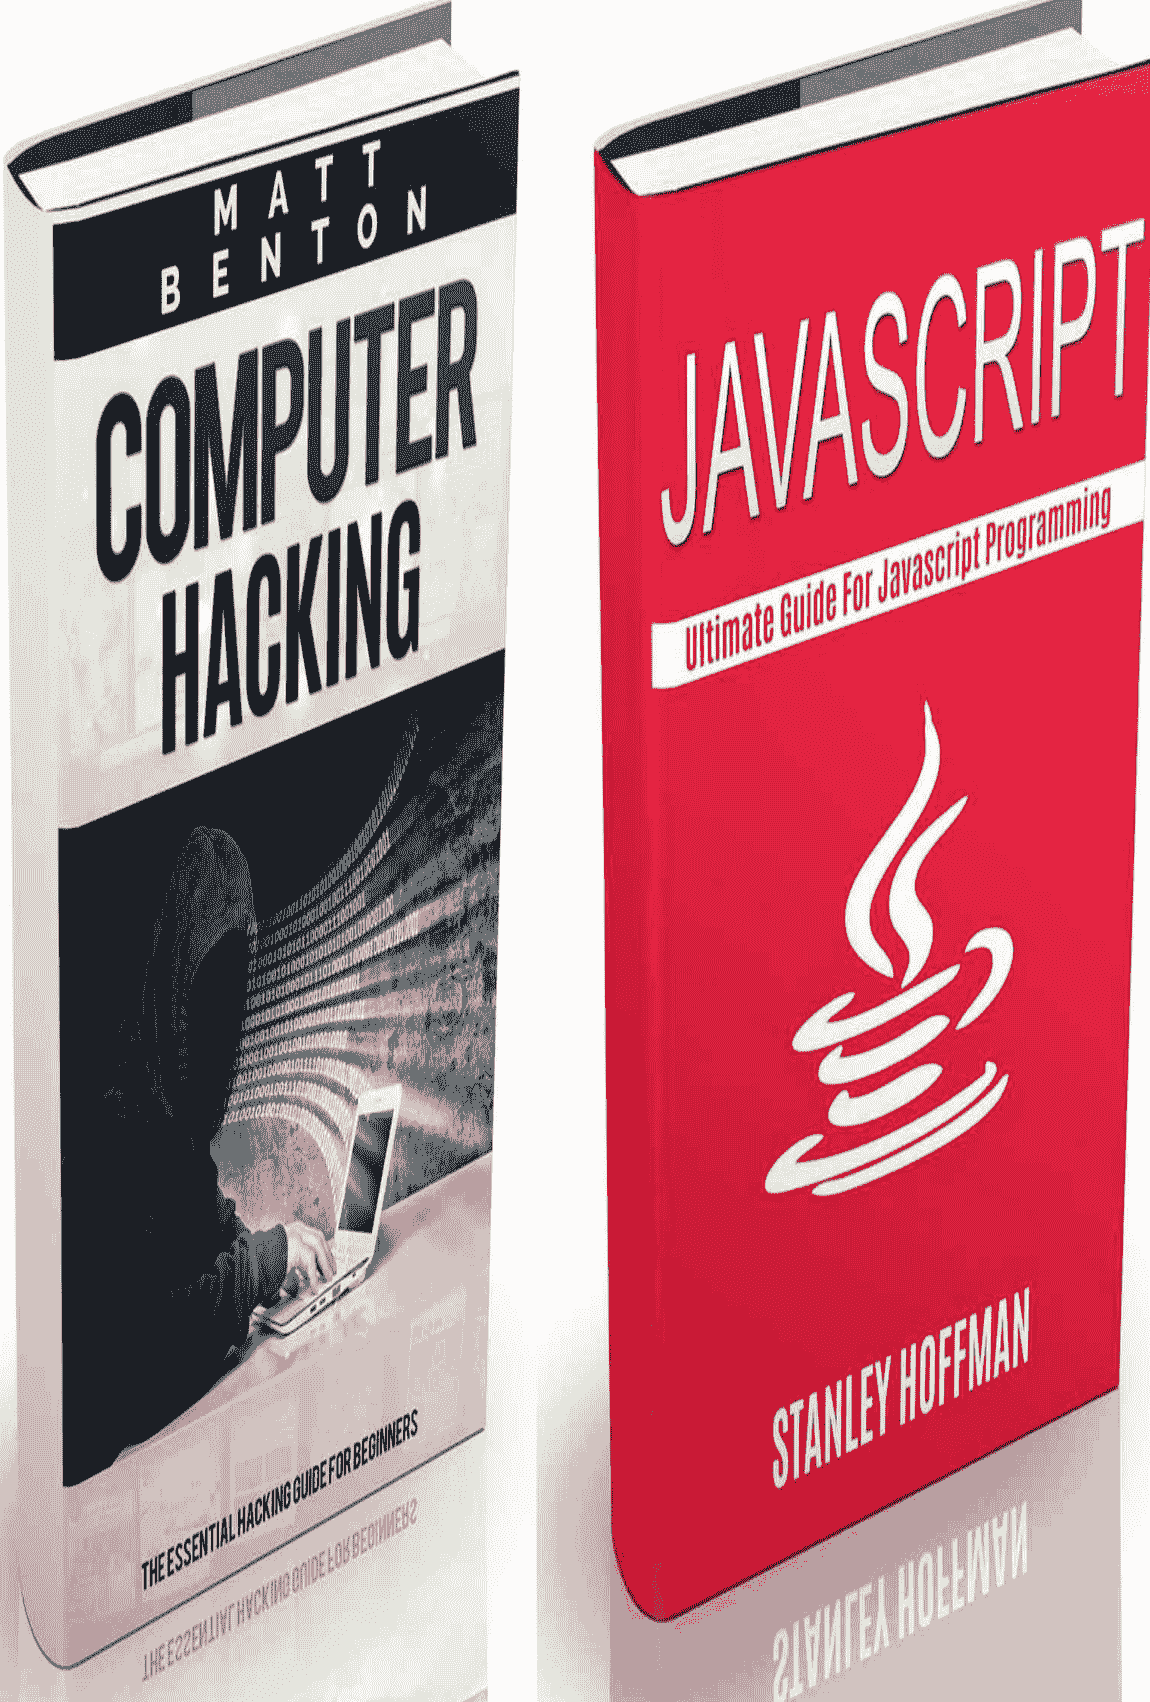 MATT
BENTON
COMPUTER
HACKING
THE ESSENTIAL HACKING GUIDE FOR BEGINNERS
JAVASCRIPT
Ultimate Guide For Javascript Programming
STANLEY HOFFMAN